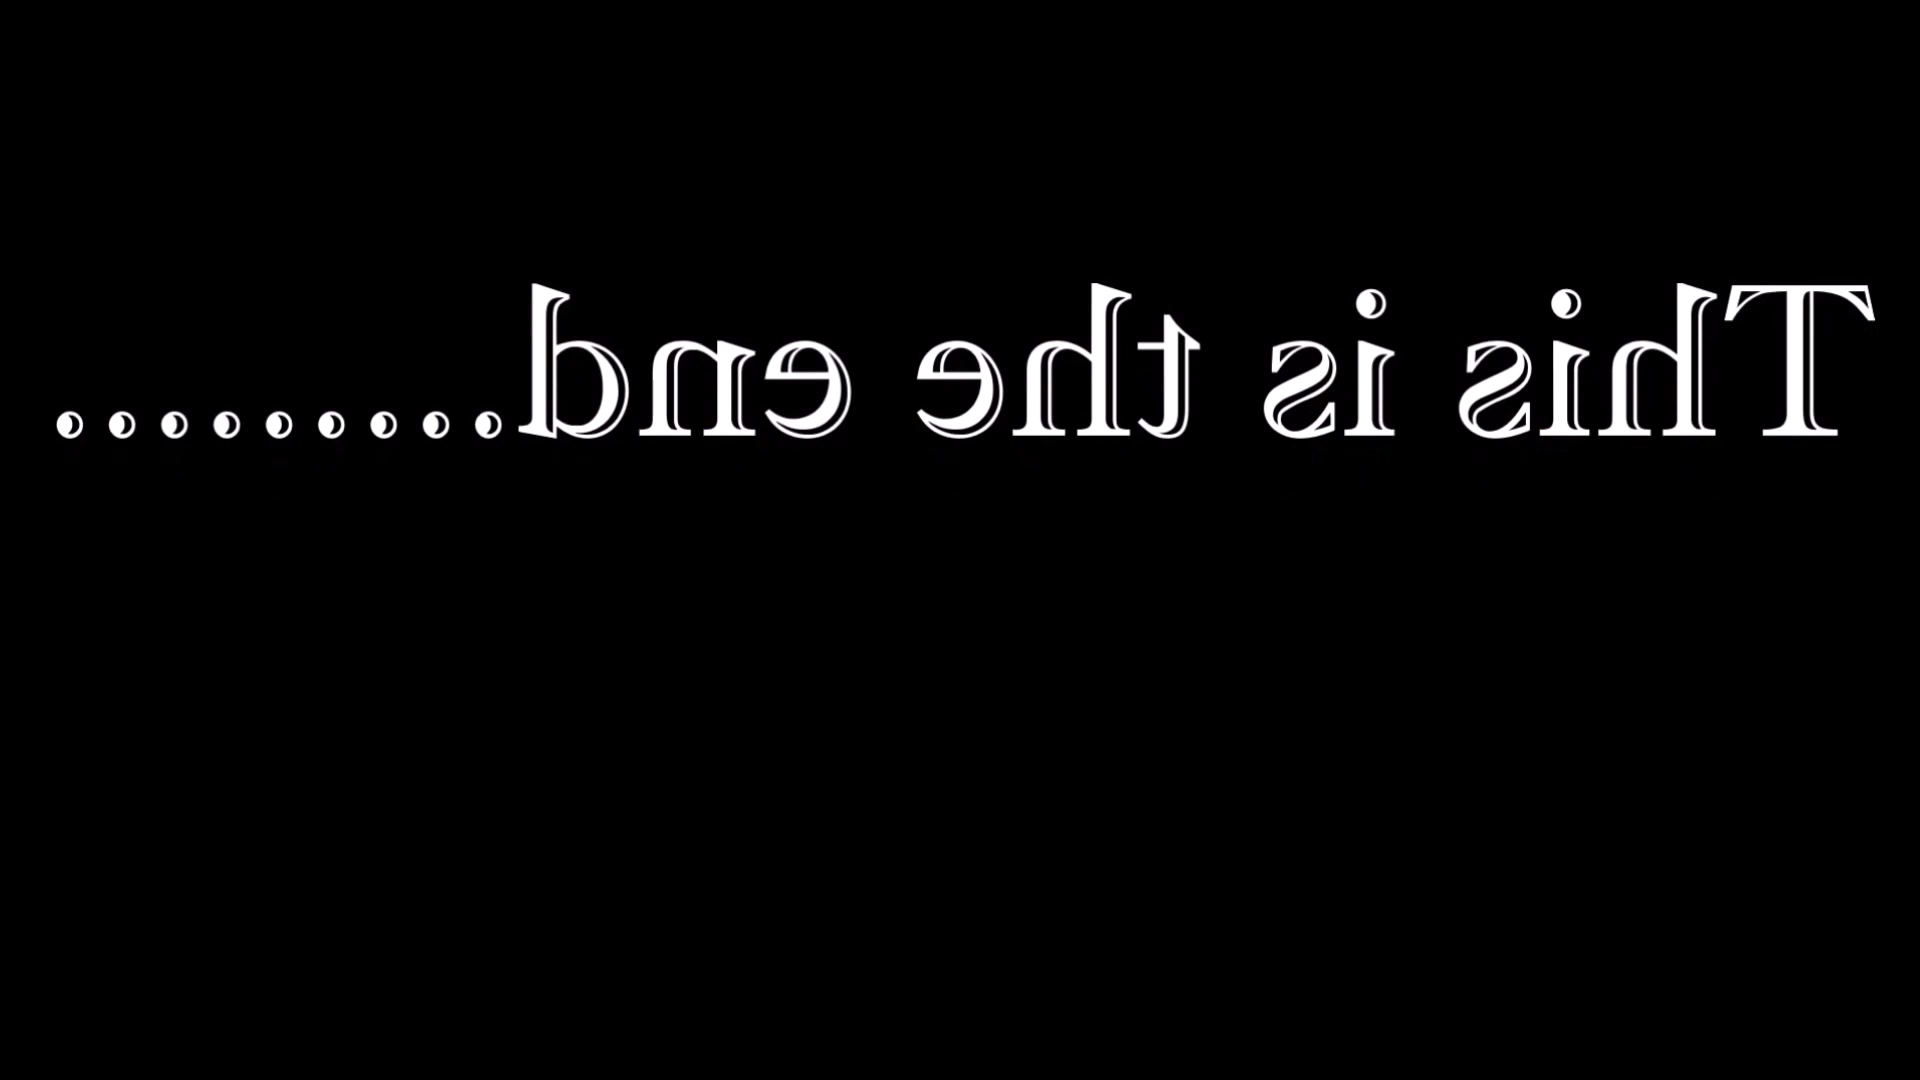 This is the end.........